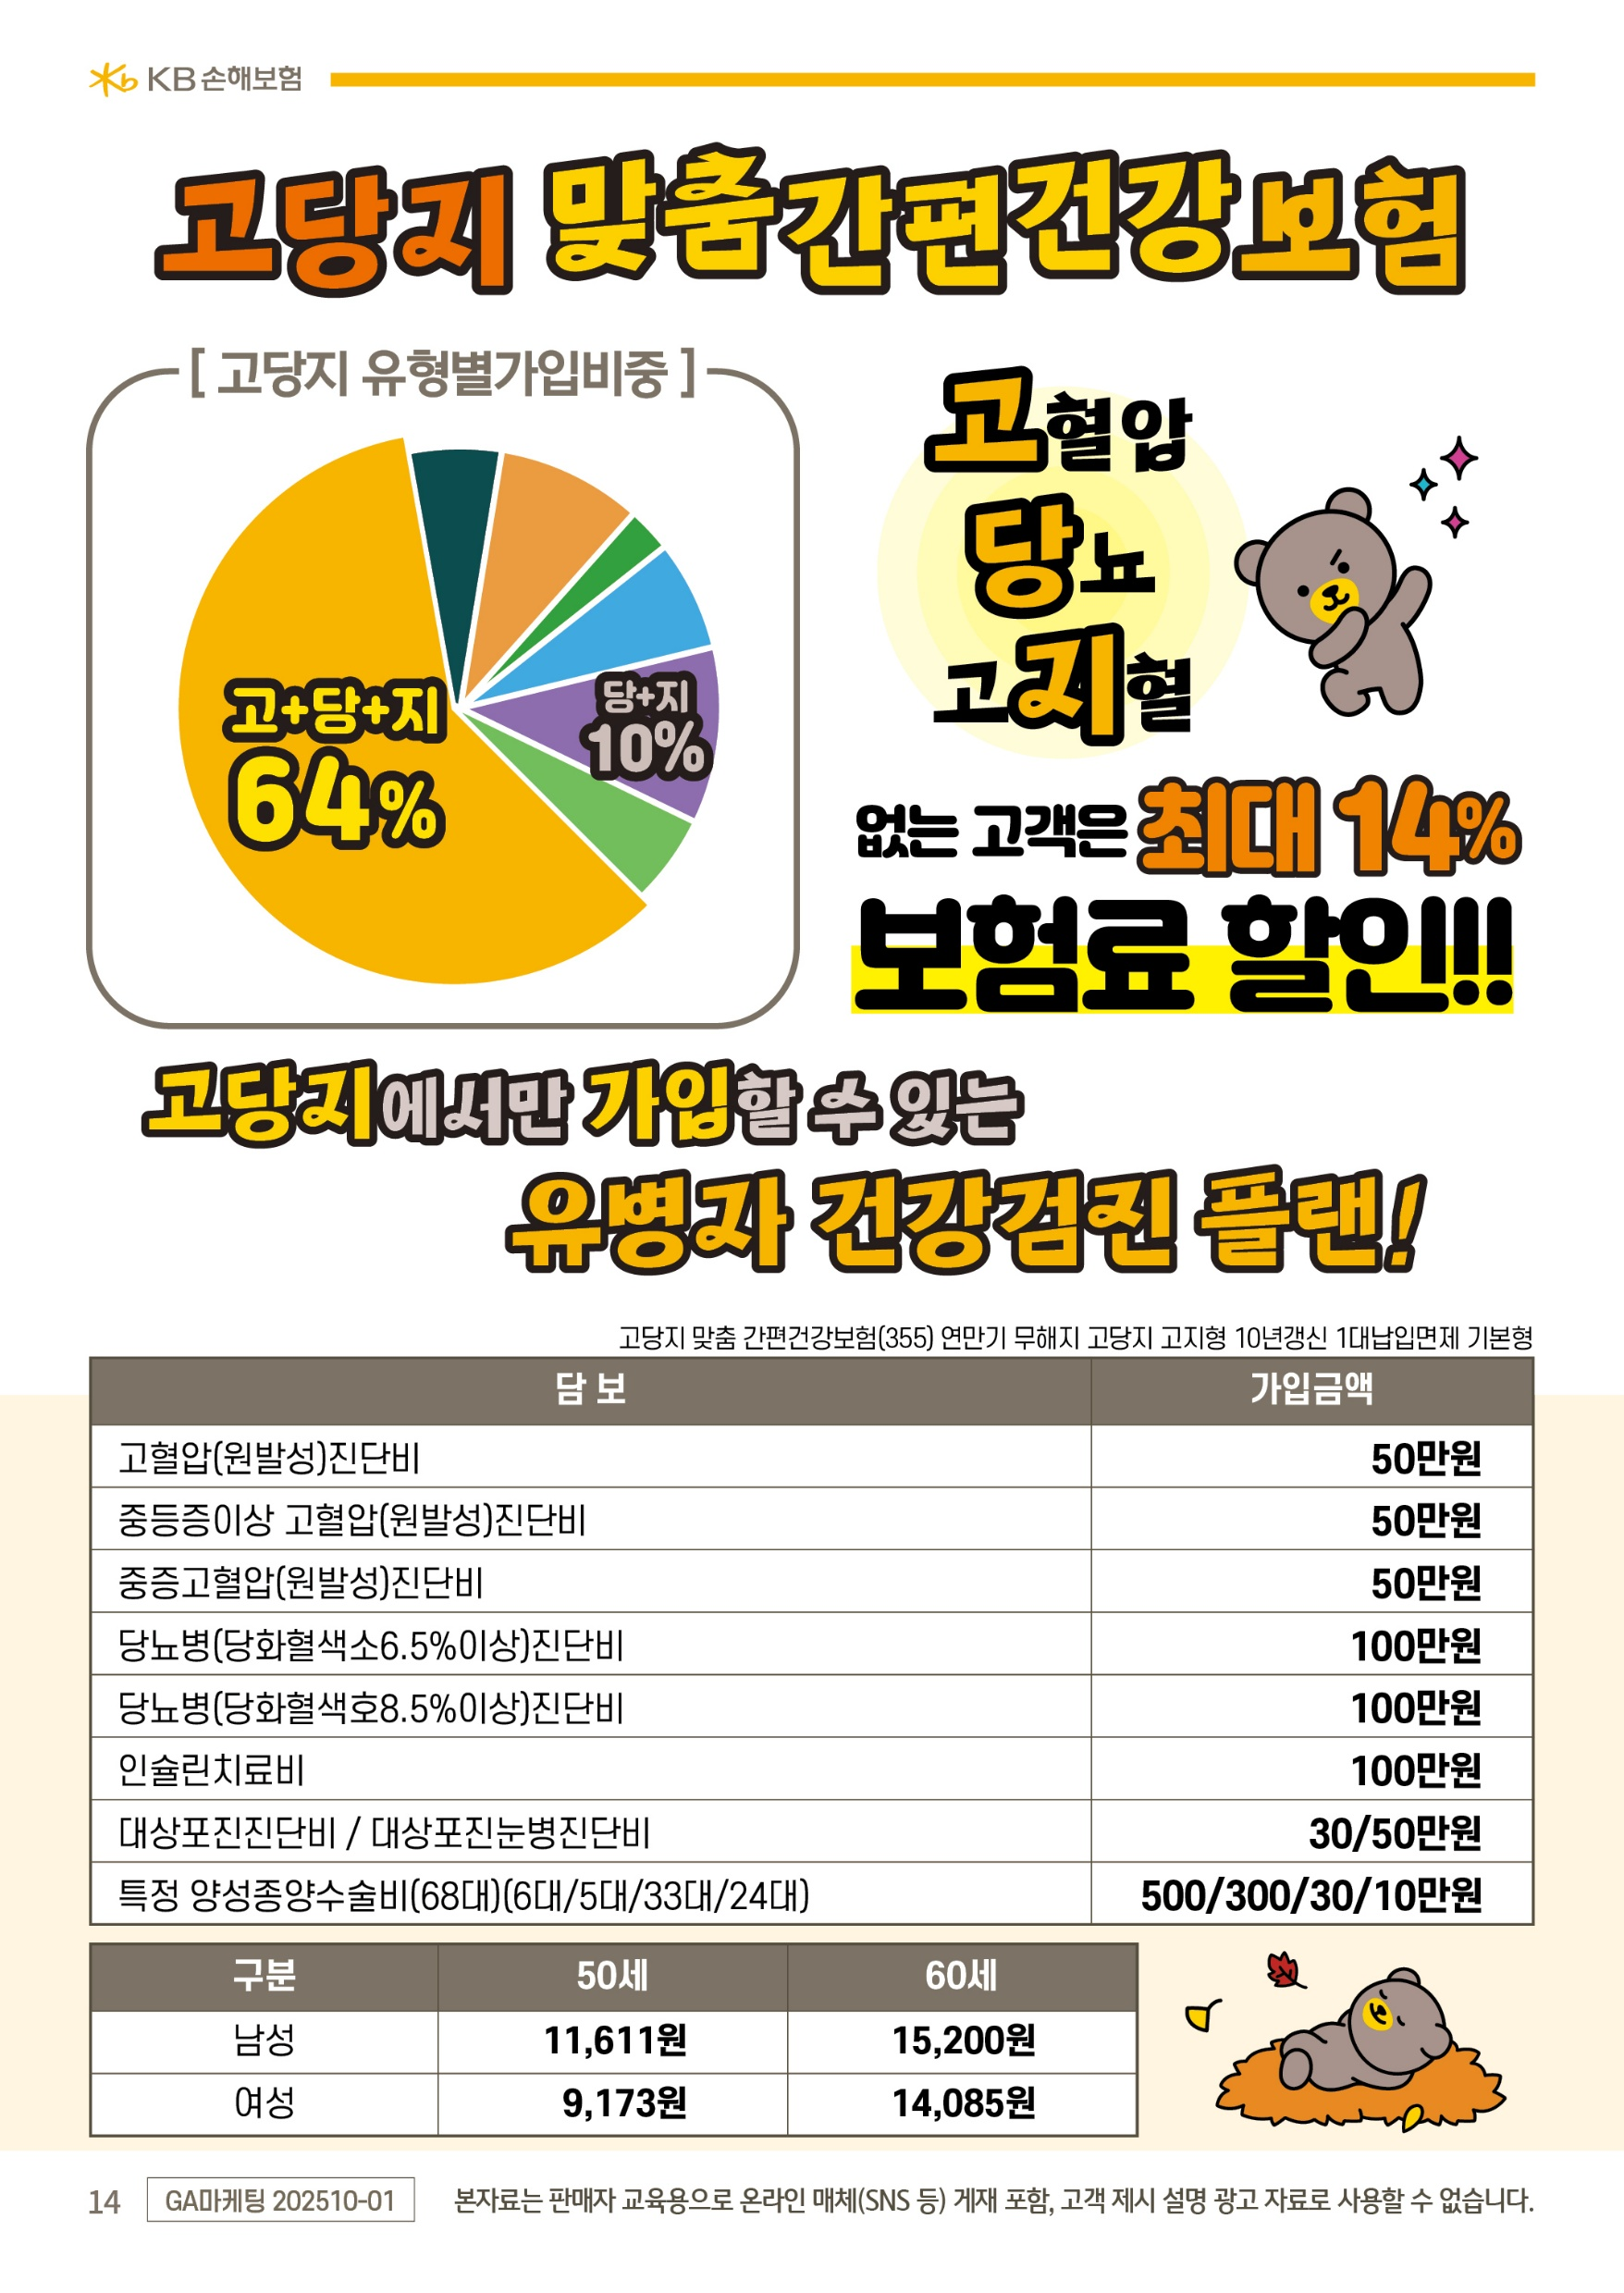 KB 손해보험
고당지 맞춤간편건강보험
[ 고당지 유형별가입비중 ]
고+당+지
64%
당+지
10%
고혈압
당뇨
고지혈
없는 고객은 최대 14%
보험료 할인!!
고당지에서만 가입할 수 있는
유병자 건강검진 플랜!
고당지 맞춤 간편건강보험(355) 연만기 무해지 고당지 고지형 10년갱신 1대납입면제 기본형
담 보 가입금액
고혈압(원발성)진단비 50만원
중등증이상 고혈압(원발성)진단비 50만원
중증고혈압(원발성)진단비 50만원
당뇨병(당화혈색소6.5%이상)진단비 100만원
당뇨병(당화혈색호8.5%이상)진단비 100만원
인슐린치료비 100만원
대상포진진단비 / 대상포진눈병진단비 30/50만원
특정 양성종양수술비(68대)(6대/5대/33대/24대) 500/300/30/10만원
구분 50세 60세
남성 11,611원 15,200원
여성 9,173원 14,085원
14 GA마케팅 202510-01 본자료는 판매자 교육용으로 온라인 매체(SNS 등) 게재 포함, 고객 제시 설명 광고 자료로 사용할 수 없습니다.